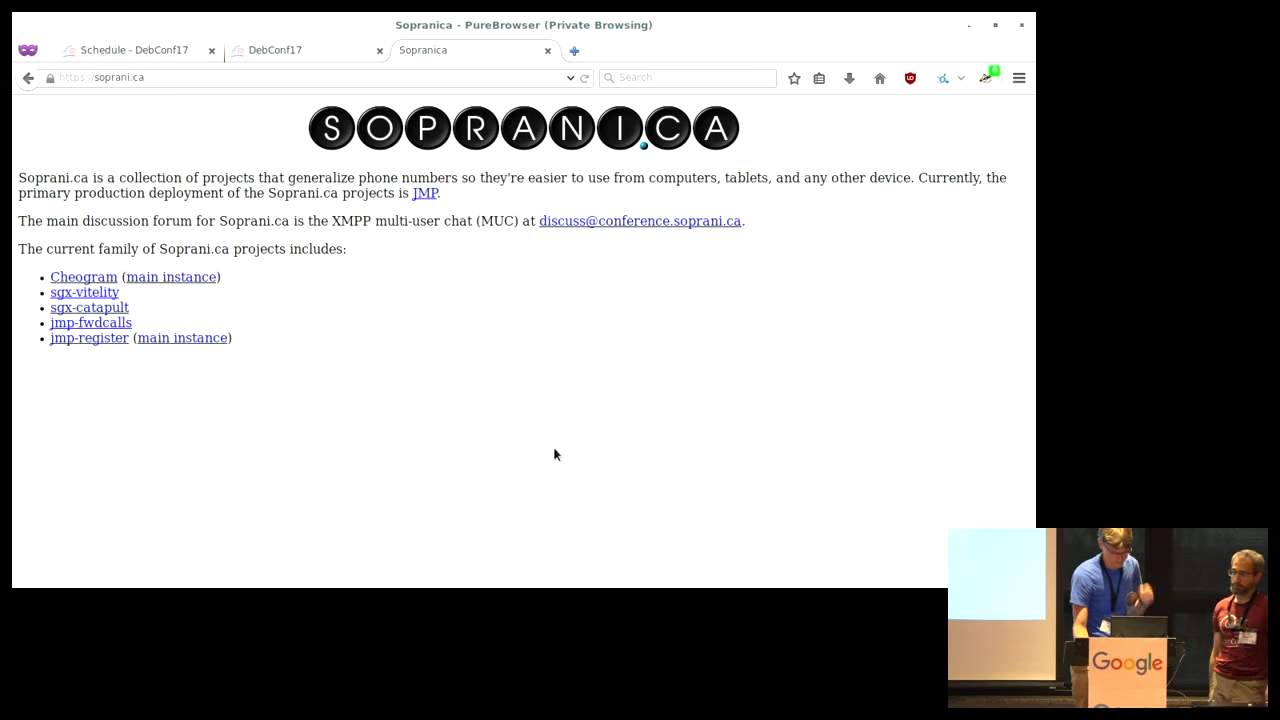 Sopranica - PureBrowser (Private Browsing)
Schedule - DebConf17
DebConf17
Sopranica
https://soprani.ca
Search
SOPRANI.CA
Soprani.ca is a collection of projects that generalize phone numbers so they're easier to use from computers, tablets, and any other device. Currently, the
primary production deployment of the Soprani.ca projects is JMP.
The main discussion forum for Soprani.ca is the XMPP multi-user chat (MUC) at discuss@conference.soprani.ca.
The current family of Soprani.ca projects includes:
• Cheogram (main instance)
• sgx-vitelity
• sgx-catapult
• jmp-fwdcalls
• jmp-register (main instance)
Google